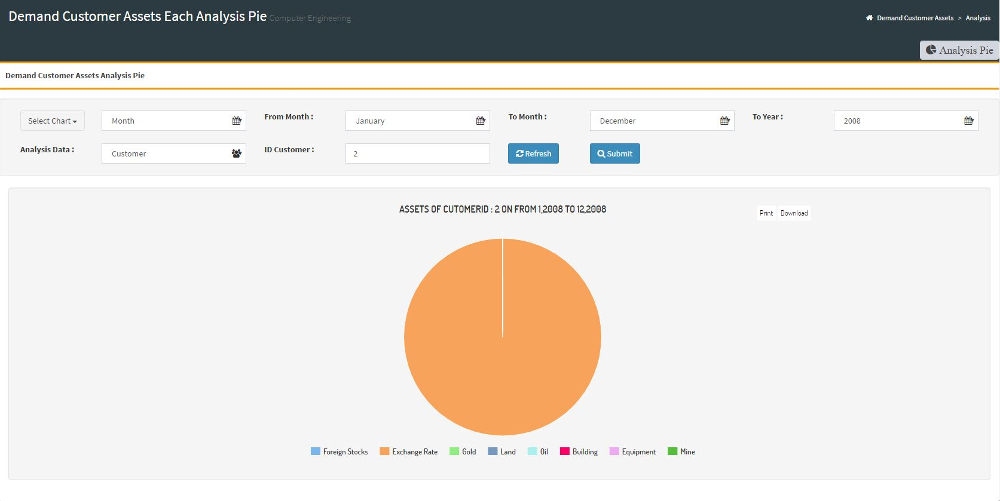 Demand Customer Assets Each Analysis Pie Computer Engineering
Demand Customer Assets > Analysis
Analysis Pie
Demand Customer Assets Analysis Pie
Select Chart Month From Month : January To Month : December To Year : 2008
Analysis Data : Customer ID Customer : 2 Refresh Submit
ASSETS OF CUTOMERID : 2 ON FROM 1,2008 TO 12,2008
Print Download
Foreign Stocks Exchange Rate Gold Land Oil Building Equipment Mine